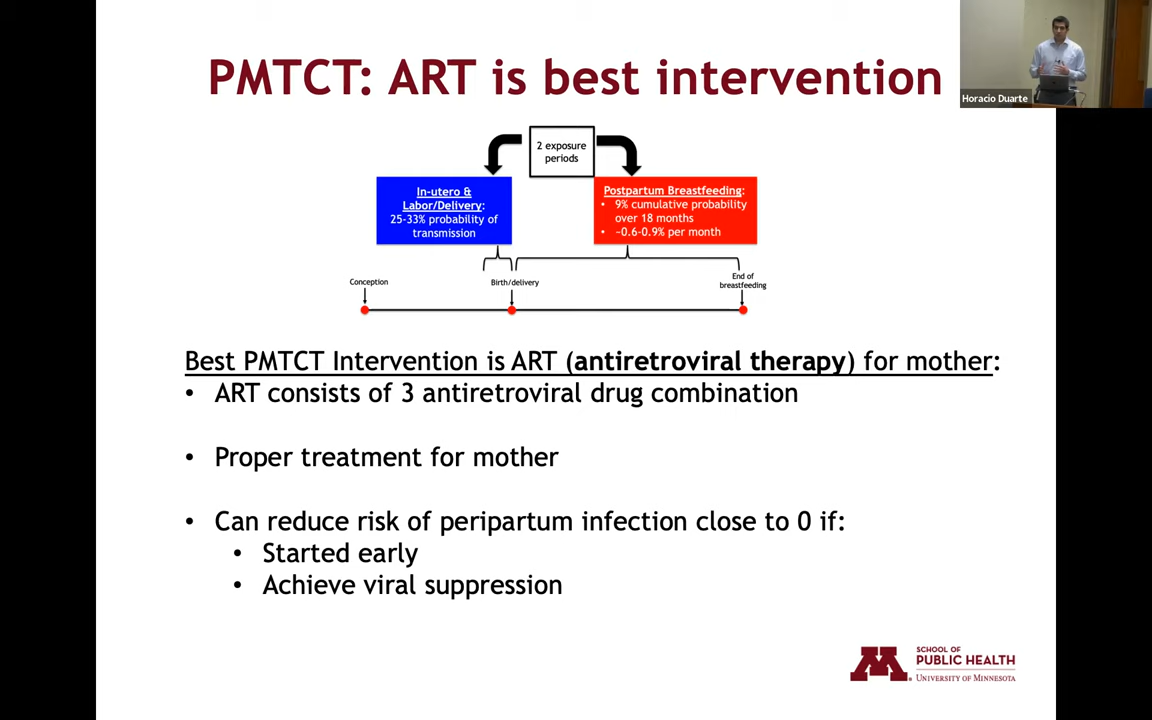 PMTCT: ART is best intervention
Horacio Duarte
2 exposure
periods
In-utero &
Labor/Delivery:
25-33% probability of
transmission
Postpartum Breastfeeding:
• 9% cumulative probability
over 18 months
• ~0.6-0.9% per month
Conception
Birth/delivery
End of
breastfeeding
Best PMTCT Intervention is ART (antiretroviral therapy) for mother:
• ART consists of 3 antiretroviral drug combination
• Proper treatment for mother
• Can reduce risk of peripartum infection close to 0 if:
• Started early
• Achieve viral suppression
M
SCHOOL OF
PUBLIC HEALTH
UNIVERSITY OF MINNESOTA